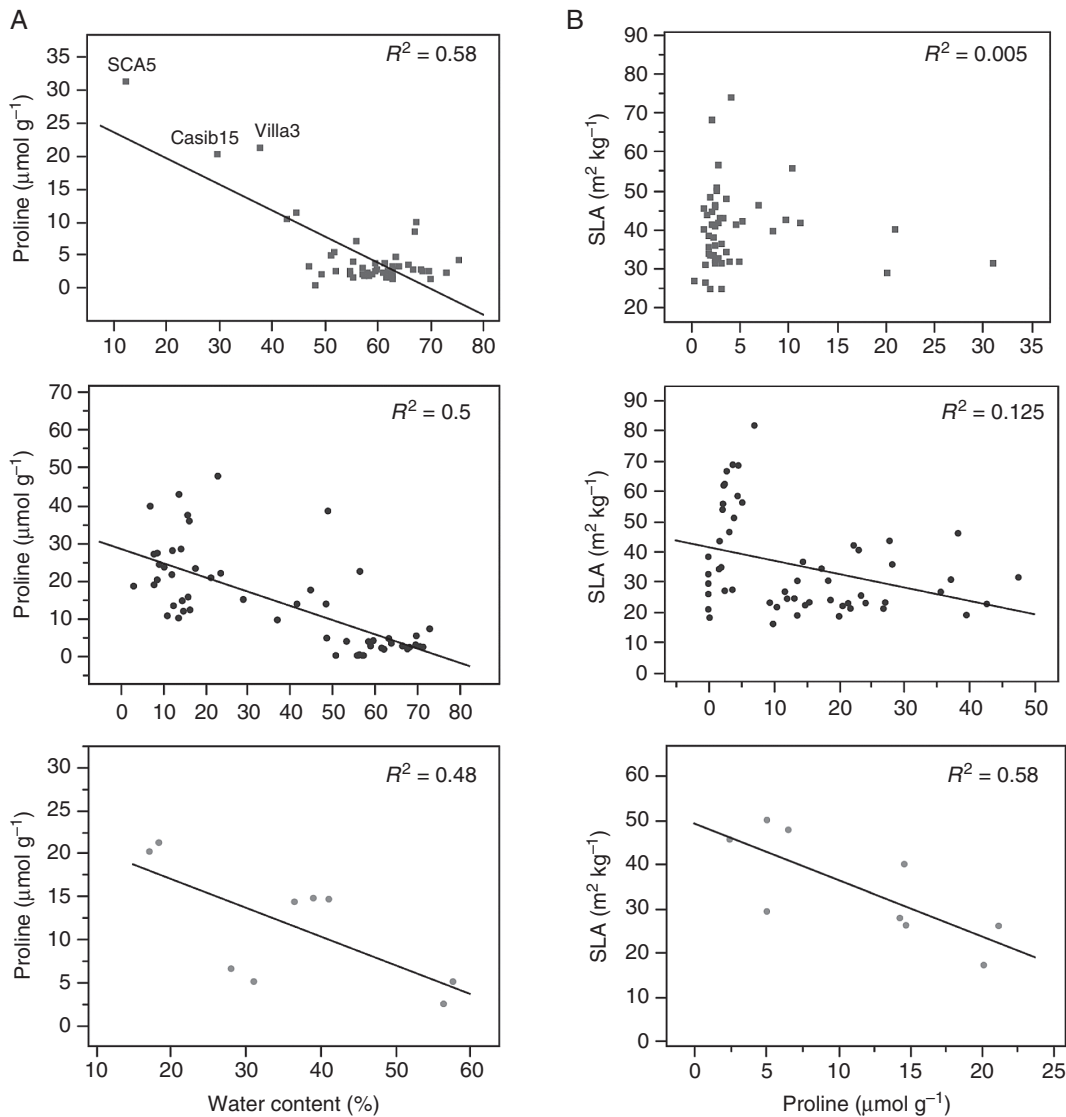 A
R² = 0.58
Proline (μmol g⁻¹)
35
30
25
20
15
10
5
0
SCA5
Casib15
Villa3
10 20 30 40 50 60 70 80
B
R² = 0.005
SLA (m² kg⁻¹)
90
80
70
60
50
40
30
20
0 5 10 15 20 25 30 35
R² = 0.5
Proline (μmol g⁻¹)
70
60
50
40
30
20
10
0
0 10 20 30 40 50 60 70 80
R² = 0.125
SLA (m² kg⁻¹)
90
80
70
60
50
40
30
20
10
0
0 10 20 30 40 50
R² = 0.48
Proline (μmol g⁻¹)
30
25
20
15
10
5
0
10 20 30 40 50 60
Water content (%)
R² = 0.58
SLA (m² kg⁻¹)
60
50
40
30
20
10
0
0 5 10 15 20 25
Proline (μmol g⁻¹)